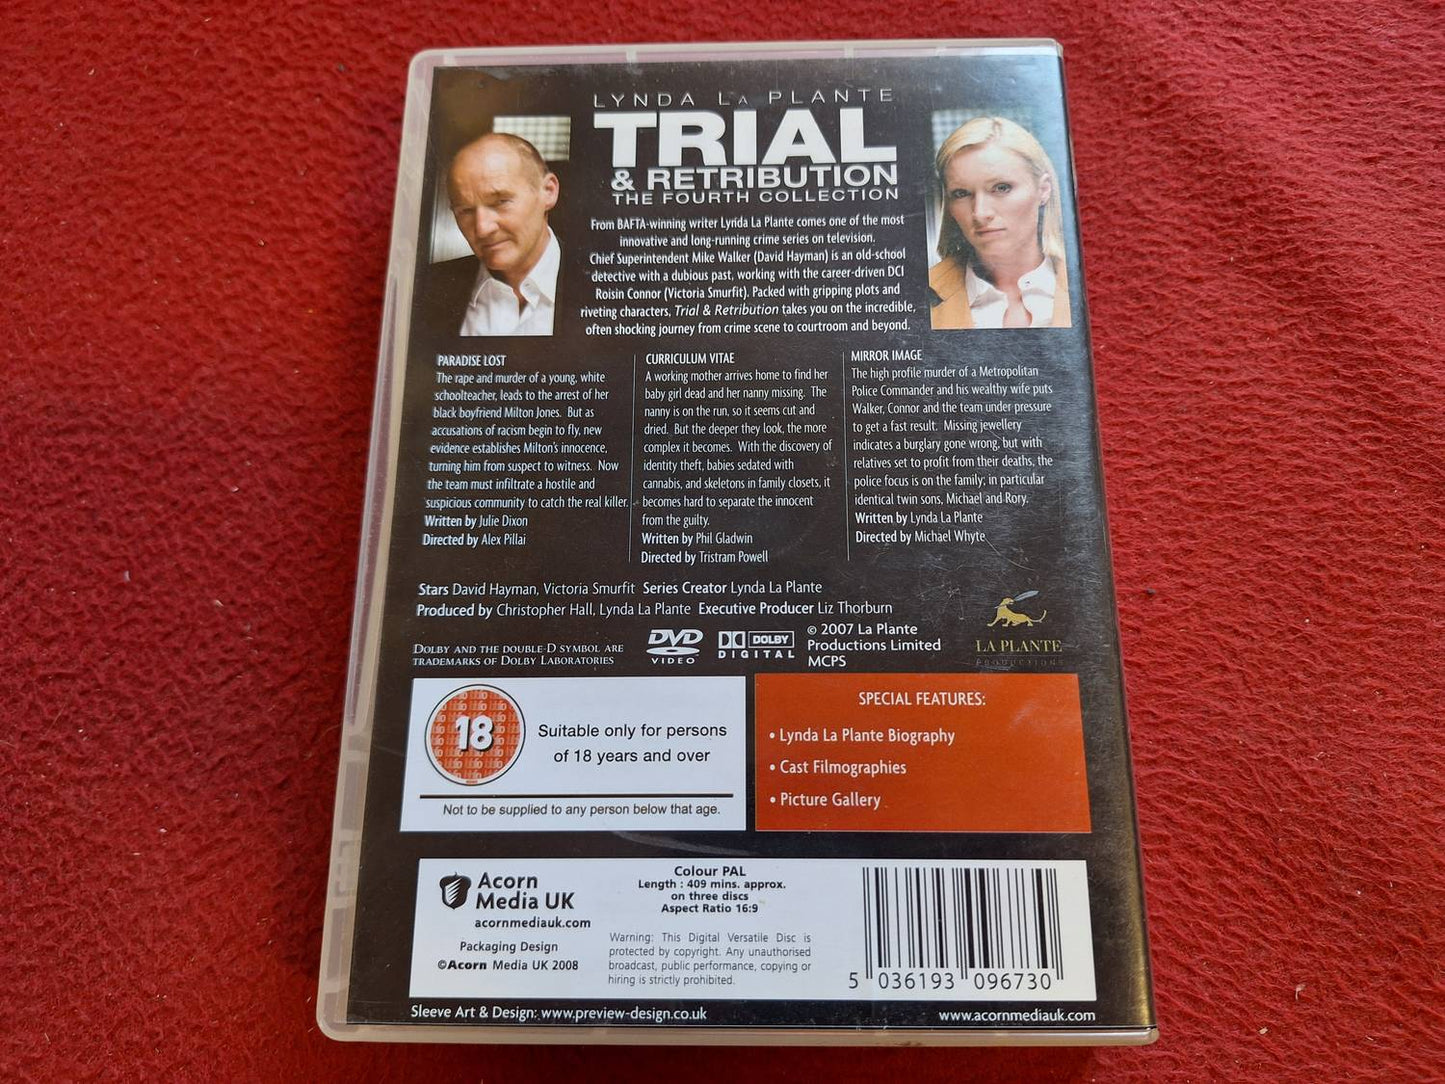 LYNDA LA PLANTE
TRIAL
& RETRIBUTION
THE FOURTH COLLECTION
From BAFTA-winning writer Lynda La Plante comes one of the most
innovative and long-running crime series on television.
Chief Superintendent Mike Walker (David Hayman) is an old-school
detective with a dubious past, working with the career-driven DCI
Roisin Connor (Victoria Smurfit). Packed with gripping plots and
riveting characters, Trial & Retribution takes you on the incredible,
often shocking journey from crime scene to courtroom and beyond.
PARADISE LOST
The rape and murder of a young, white
schoolteacher, leads to the arrest of her
black boyfriend Milton Jones. But as
accusations of racism begin to fly, new
evidence establishes Milton's innocence,
turning him from suspect to witness. Now
the team must infiltrate a hostile and
suspicious community to catch the real killer.
Written by Julie Dixon
Directed by Alex Pillai
CURRICULUM VITAE
A working mother arrives home to find her
baby girl dead and her nanny missing. The
nanny is on the run, so it seems cut and
dried. But the deeper they look, the more
complex it becomes. With the discovery of
identity theft, babies sedated with
cannabis, and skeletons in family closets, it
becomes hard to separate the innocent
from the guilty.
Written by Phil Gladwin
Directed by Tristram Powell
MIRROR IMAGE
The high profile murder of a Metropolitan
Police Commander and his wealthy wife puts
Walker, Connor and the team under pressure
to get a fast result. Missing jewellery
indicates a burglary gone wrong, but with
relatives set to profit from their deaths, the
police focus is on the family; in particular
identical twin sons, Michael and Rory.
Written by Lynda La Plante
Directed by Michael Whyte
Stars David Hayman, Victoria Smurfit Series Creator Lynda La Plante
Produced by Christopher Hall, Lynda La Plante Executive Producer Liz Thorburn
DOLBY AND THE DOUBLE-D SYMBOL ARE
TRADEMARKS OF DOLBY LABORATORIES
DVD
VIDEO
DOLBY
DIGITAL
© 2007 La Plante
Productions Limited
MCPS
LA PLANTE
PRODUCTIONS
18
Suitable only for persons
of 18 years and over
Not to be supplied to any person below that age.
SPECIAL FEATURES:
• Lynda La Plante Biography
• Cast Filmographies
• Picture Gallery
Acorn
Media UK
acornmediauk.com
Packaging Design
©Acorn Media UK 2008
Colour PAL
Length : 409 mins. approx.
on three discs
Aspect Ratio 16:9
Warning: This Digital Versatile Disc is
protected by copyright. Any unauthorised
broadcast, public performance, copying or
hiring is strictly prohibited.
5 036193 096730
Sleeve Art & Design: www.preview-design.co.uk
www.acornmediauk.com